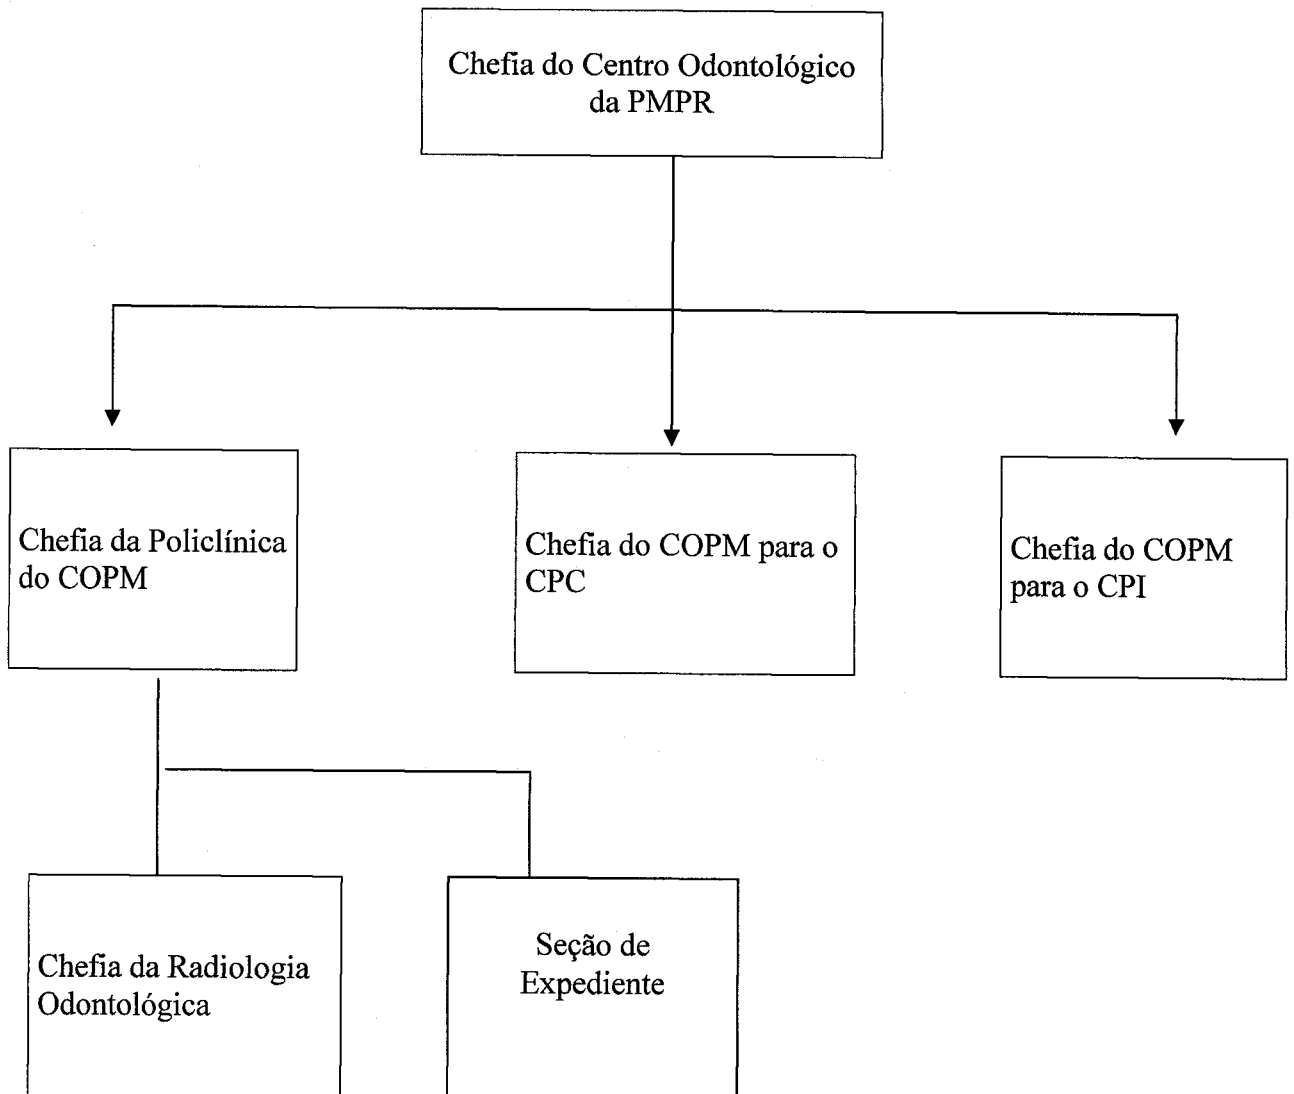 Chefia do Centro Odontológico
da PMPR
Chefia da Policlínica
do COPM
Chefia do COPM para o
CPC
Chefia do COPM
para o CPI
Chefia da Radiologia
Odontológica
Seção de
Expediente